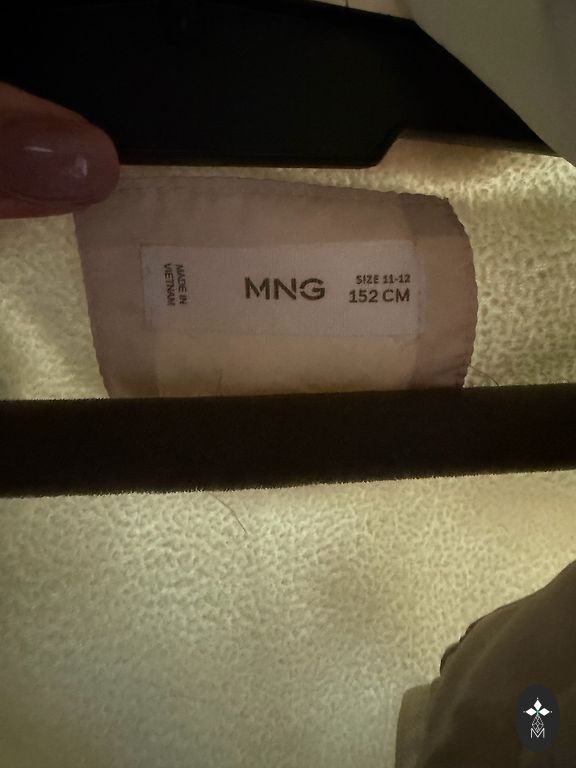 MADE IN
VIETNAM
MNG
SIZE 11-12
152 CM
M